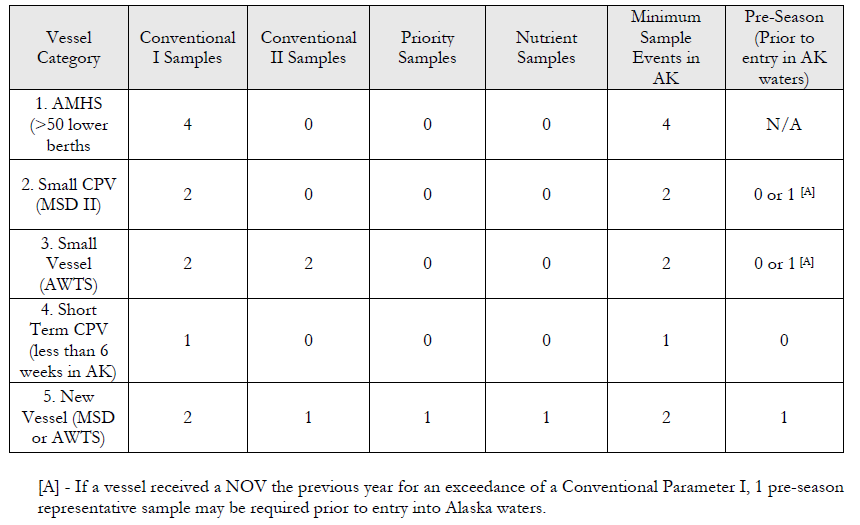 Vessel Category Conventional I Samples Conventional II Samples Priority Samples Nutrient Samples Minimum Sample Events in AK Pre-Season (Prior to entry in AK waters)
1. AMHS (>50 lower berths 4 0 0 0 4 N/A
2. Small CPV (MSD II) 2 0 0 0 2 0 or 1 [A]
3. Small Vessel (AWTS) 2 2 0 0 2 0 or 1 [A]
4. Short Term CPV (less than 6 weeks in AK) 1 0 0 0 1 0
5. New Vessel (MSD or AWTS) 2 1 1 1 2 1
[A] - If a vessel received a NOV the previous year for an exceedance of a Conventional Parameter I, 1 pre-season
representative sample may be required prior to entry into Alaska waters.